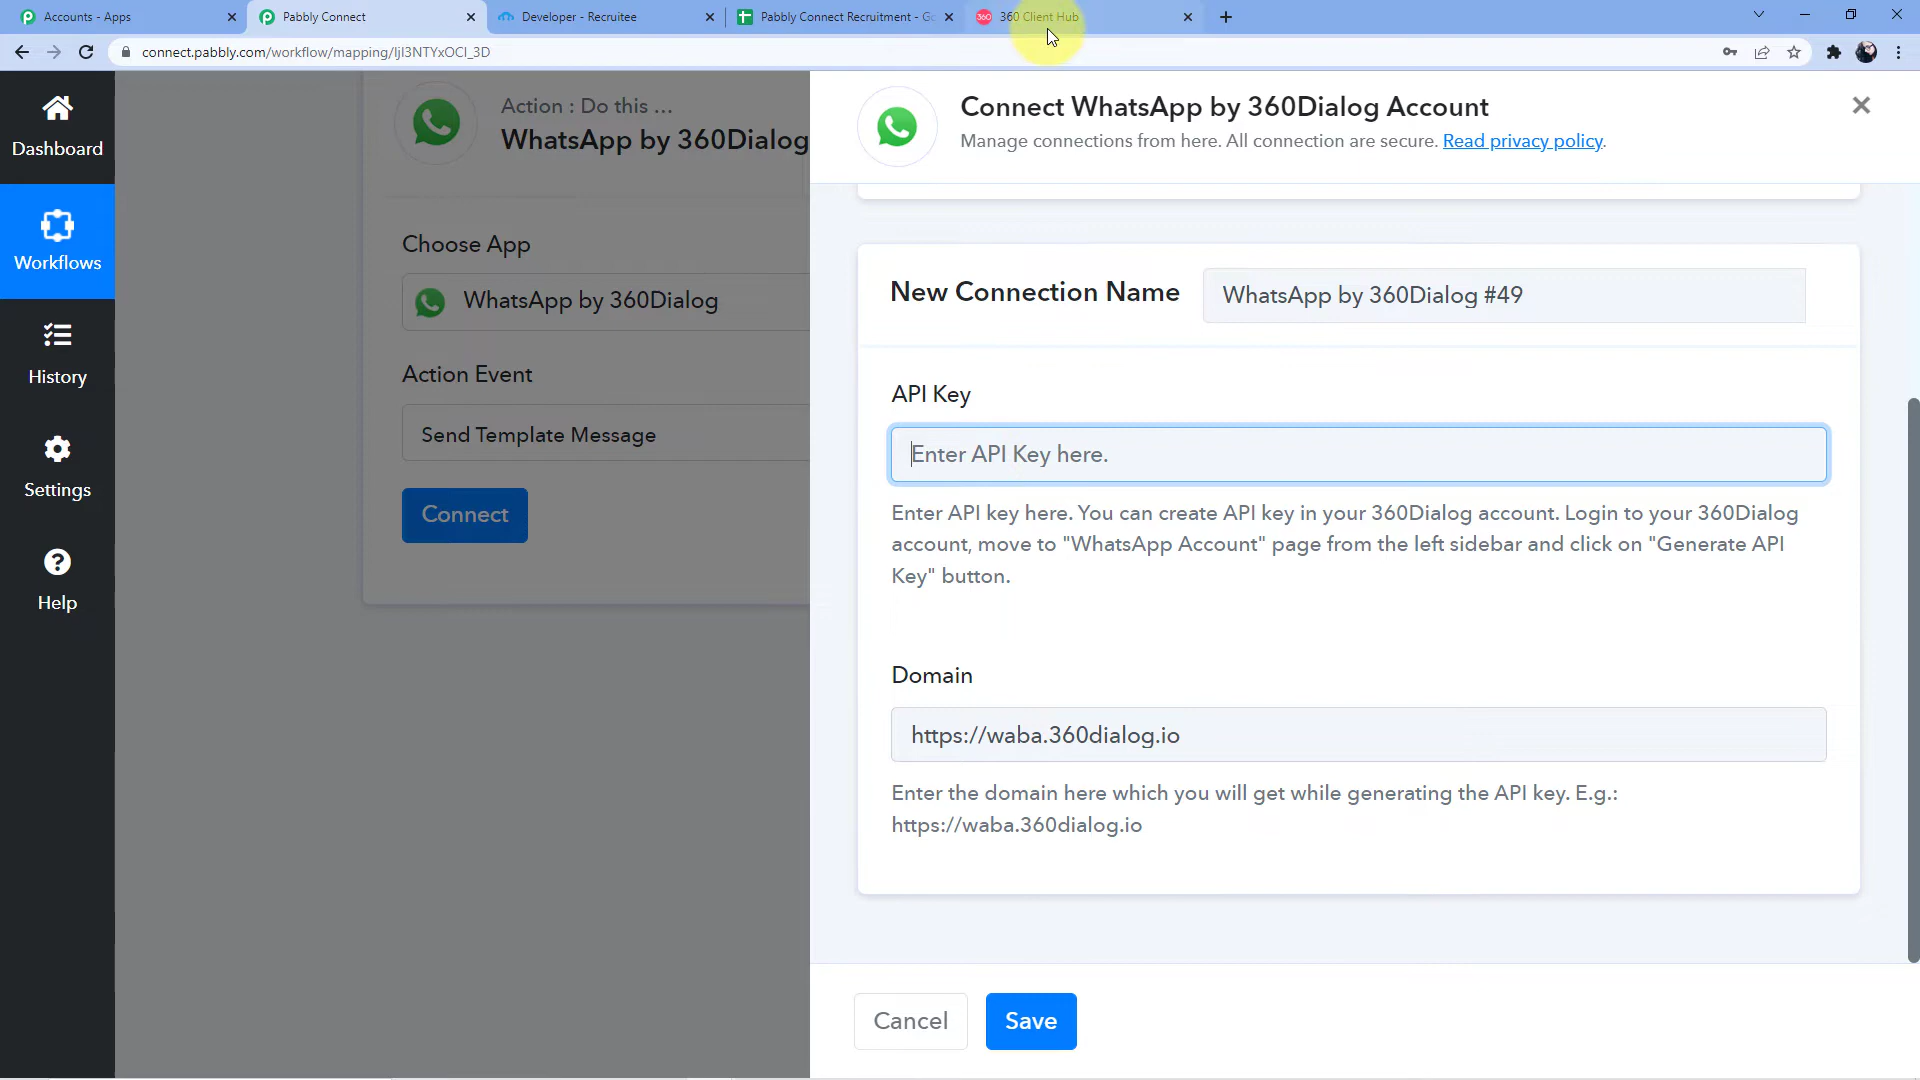 Accounts - Apps
Pabbly Connect
Developer - Recruitee
Pabbly Connect Recruitment - Go
360 Client Hub
connect.pabbly.com/workflow/mapping/IjI3NTYxOCI_3D
Dashboard
Workflows
History
Settings
Help
Action : Do this ...
WhatsApp by 360Dialog
Choose App
WhatsApp by 360Dialog
Action Event
Send Template Message
Connect
Connect WhatsApp by 360Dialog Account
Manage connections from here. All connection are secure. Read privacy policy.
New Connection Name
WhatsApp by 360Dialog #49
API Key
Enter API Key here.
Enter API key here. You can create API key in your 360Dialog account. Login to your 360Dialog
account, move to "WhatsApp Account" page from the left sidebar and click on "Generate API
Key" button.
Domain
https://waba.360dialog.io
Enter the domain here which you will get while generating the API key. E.g.:
https://waba.360dialog.io
Cancel
Save